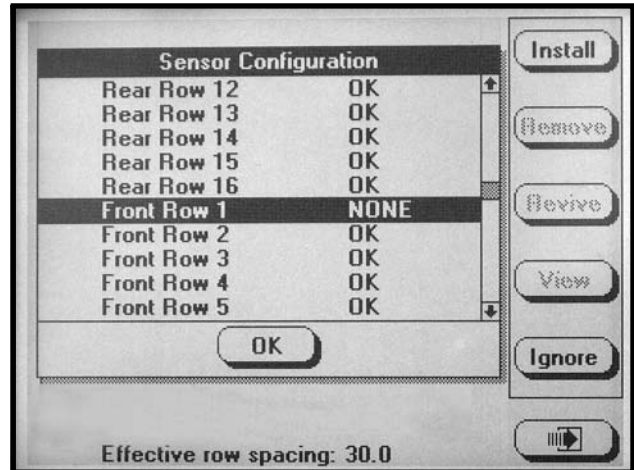 Sensor Configuration
Rear Row 12 OK
Rear Row 13 OK
Rear Row 14 OK
Rear Row 15 OK
Rear Row 16 OK
Front Row 1 NONE
Front Row 2 OK
Front Row 3 OK
Front Row 4 OK
Front Row 5 OK
OK
Effective row spacing: 30.0
Install
Remove
Revive
View
Ignore